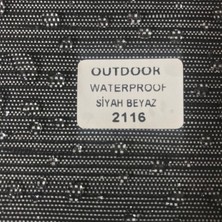 OUTDOOR
WATERPROOF
SİYAH BEYAZ
2116